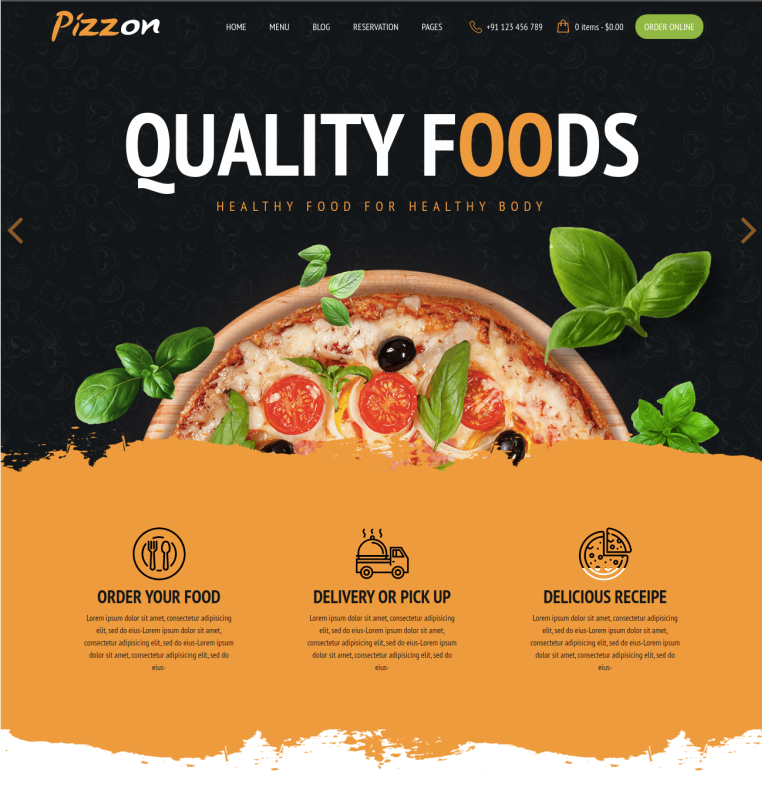 Pizzon
HOME MENU BLOG RESERVATION PAGES +91 123 456 789 0 items - $0.00 ORDER ONLINE
QUALITY FOODS
HEALTHY FOOD FOR HEALTHY BODY
ORDER YOUR FOOD
Lorem ipsum dolor sit amet, consectetur adipisicing
elit, sed do eius-Lorem ipsum dolor sit amet,
consectetur adipisicing elit, sed do eius-Lorem ipsum
dolor sit amet, consectetur adipisicing elit, sed do
eius-
DELIVERY OR PICK UP
Lorem ipsum dolor sit amet, consectetur adipisicing
elit, sed do eius-Lorem ipsum dolor sit amet,
consectetur adipisicing elit, sed do eius-Lorem ipsum
dolor sit amet, consectetur adipisicing elit, sed do
eius-
DELICIOUS RECEIPE
Lorem ipsum dolor sit amet, consectetur adipisicing
elit, sed do eius-Lorem ipsum dolor sit amet,
consectetur adipisicing elit, sed do eius-Lorem ipsum
dolor sit amet, consectetur adipisicing elit, sed do
eius-